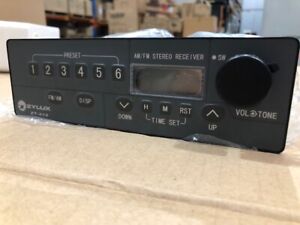 PRESET
AM/FM STEREO RECEIVER
SW
1 2 3 4 5 6
FM/AM
DISP
H M RST
DOWN
TIME SET
UP
VOL TONE
ZYLUX